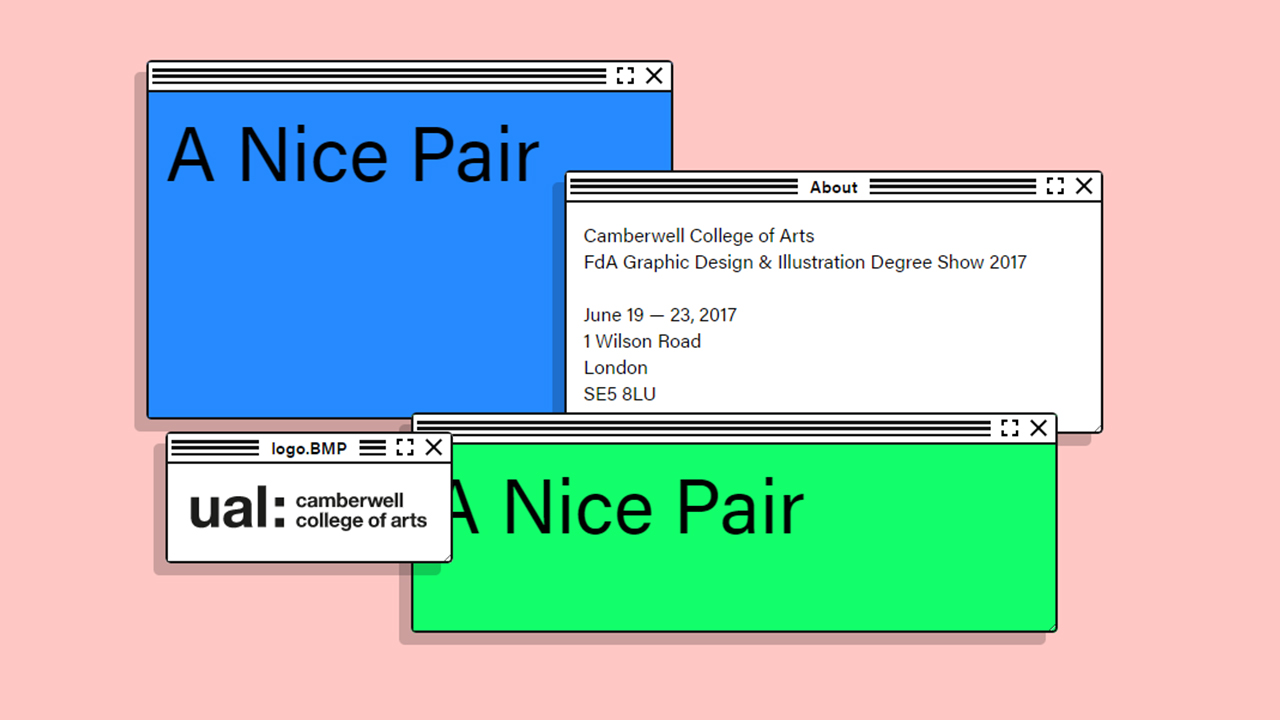 A Nice Pair
About
Camberwell College of Arts
FdA Graphic Design & Illustration Degree Show 2017
June 19 — 23, 2017
1 Wilson Road
London
SE5 8LU
logo.BMP
ual: camberwell
college of arts
A Nice Pair